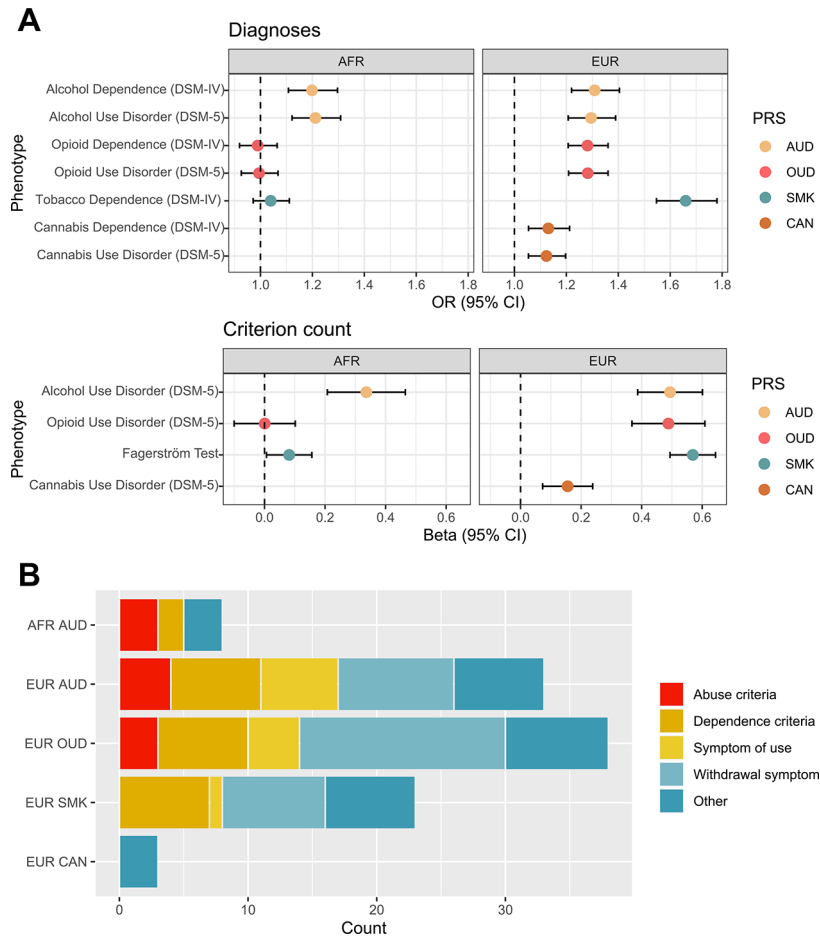 A
Diagnoses
AFR
EUR
Phenotype
Alcohol Dependence (DSM-IV)
Alcohol Use Disorder (DSM-5)
Opioid Dependence (DSM-IV)
Opioid Use Disorder (DSM-5)
Tobacco Dependence (DSM-IV)
Cannabis Dependence (DSM-IV)
Cannabis Use Disorder (DSM-5)
1.0 1.2 1.4 1.6 1.8
1.0 1.2 1.4 1.6 1.8
OR (95% CI)
PRS
AUD
OUD
SMK
CAN
Criterion count
AFR
EUR
Phenotype
Alcohol Use Disorder (DSM-5)
Opioid Use Disorder (DSM-5)
Fagerström Test
Cannabis Use Disorder (DSM-5)
0.0 0.2 0.4 0.6
0.0 0.2 0.4 0.6
Beta (95% CI)
PRS
AUD
OUD
SMK
CAN
B
AFR AUD
EUR AUD
EUR OUD
EUR SMK
EUR CAN
0 10 20 30
Count
Abuse criteria
Dependence criteria
Symptom of use
Withdrawal symptom
Other